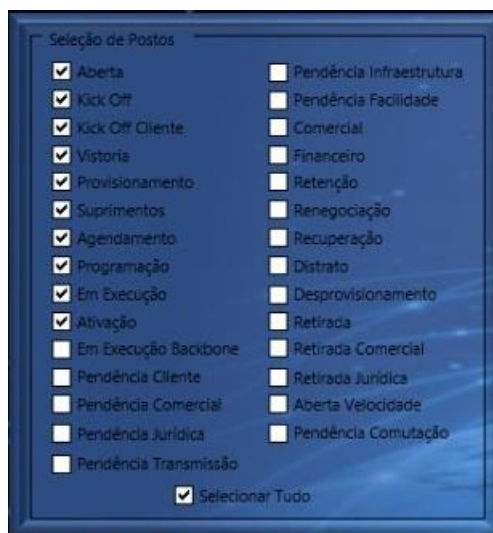 Seleção de Postos
Aberta
Kick Off
Kick Off Cliente
Vistoria
Provisionamento
Suprimentos
Agendamento
Programação
Em Execução
Ativação
Em Execução Backbone
Pendência Cliente
Pendência Comercial
Pendência Jurídica
Pendência Transmissão
Pendência Infraestrutura
Pendência Facilidade
Comercial
Financeiro
Retenção
Renegociação
Recuperação
Distrato
Desprovisionamento
Retirada
Retirada Comercial
Retirada Jurídica
Aberta Velocidade
Pendência Comutação
Selecionar Tudo